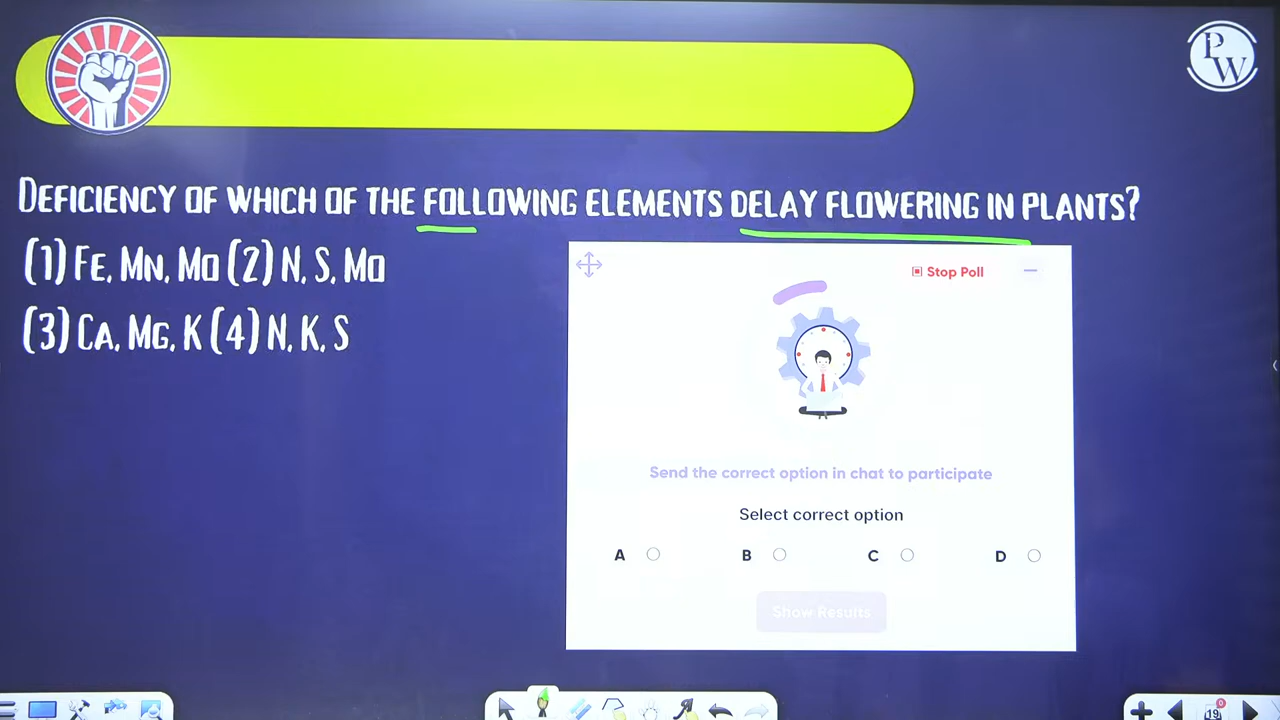 P
W
DEFICIENCY OF WHICH OF THE FOLLOWING ELEMENTS DELAY FLOWERING IN PLANTS?
(1) FE, MN, MO (2) N, S, MO
(3) CA, MG, K (4) N, K, S
Stop Poll
Send the correct option in chat to participate
Select correct option
A B C D
Show Results
19